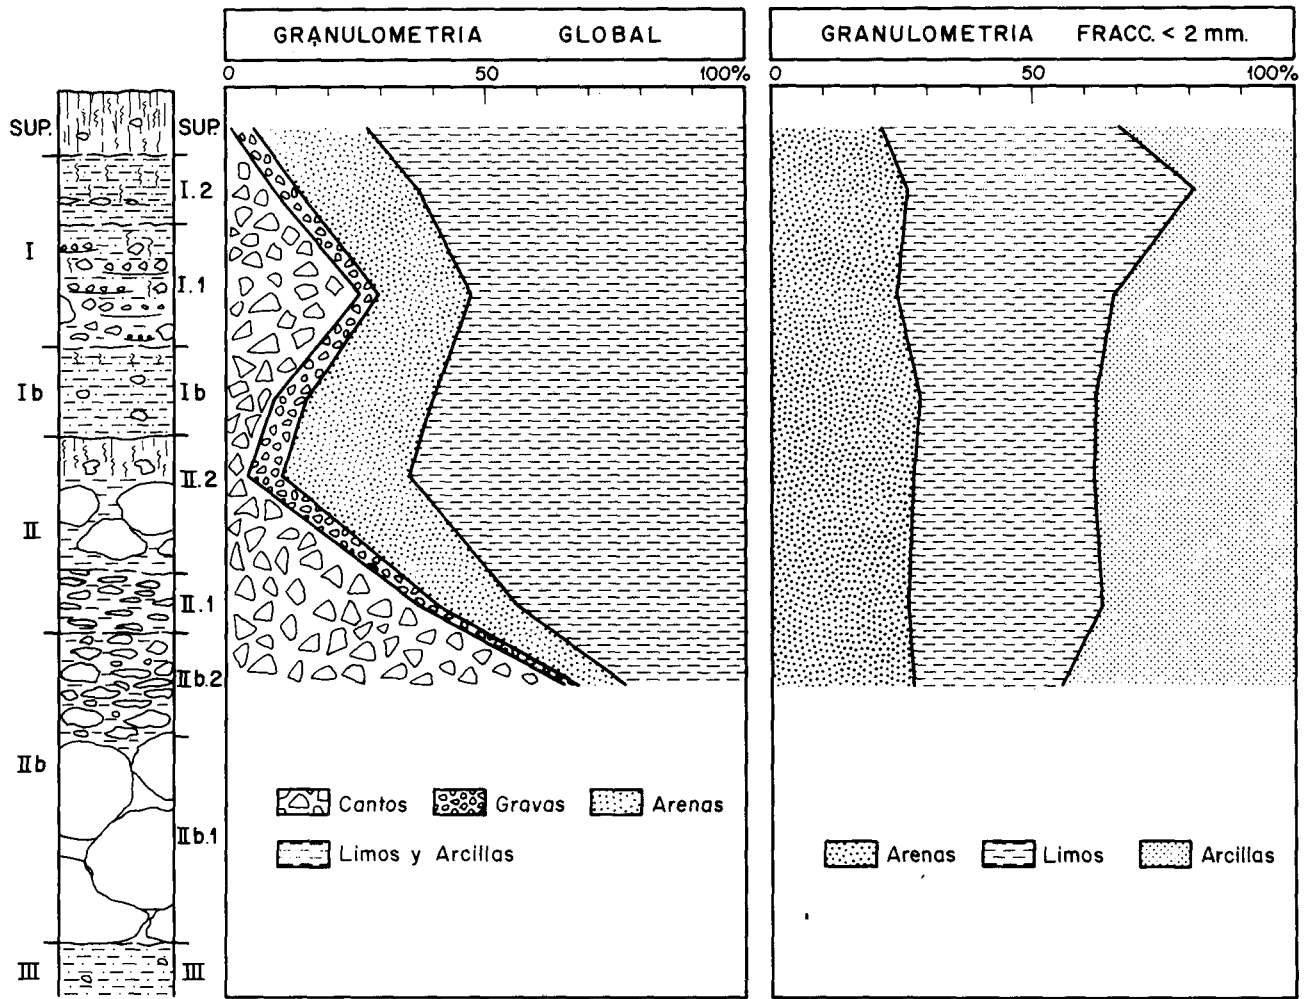 GRANULOMETRIA GLOBAL
GRANULOMETRIA FRACC. < 2 mm.
0 50 100%
0 50 100%
SUP. SUP.
I.2
I
I.1
Ib Ib
II.2
II
II.1
IIb.2
IIb
IIb.1
III III
Cantos Gravas Arenas
Limos y Arcillas
Arenas Limos Arcillas